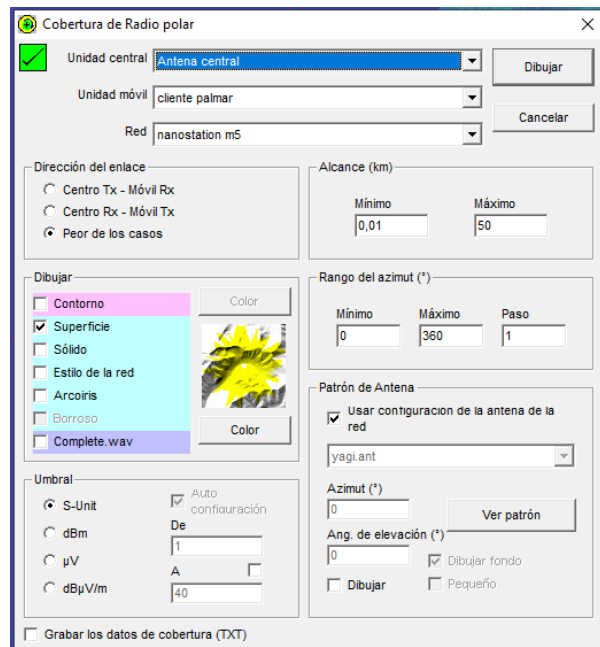 Cobertura de Radio polar
Unidad central Antena central
Dibujar
Unidad móvil cliente palmar
Cancelar
Red nanostation m5
Dirección del enlace
Centro Tx - Móvil Rx
Centro Rx - Móvil Tx
Peor de los casos
Alcance (km)
Mínimo Máximo
0,01 50
Dibujar
Contorno
Superficie
Sólido
Estilo de la red
Arcoiris
Borroso
Complete.wav
Color
Color
Rango del azimut (°)
Mínimo Máximo Paso
0 360 1
Patrón de Antena
Usar configuración de la antena de la
red
yagi.ant
Azimut (°)
0
Ver patrón
Ang. de elevación (°)
0
Dibujar fondo
Dibujar
Pequeño
Umbral
S-Unit
dBm
µV
dBµV/m
Auto
configuración
De
1
A
40
Grabar los datos de cobertura (TXT)